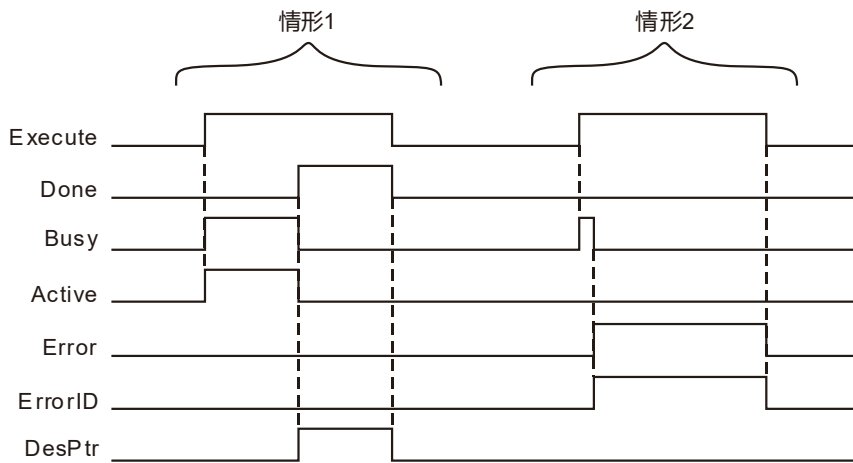 情形1
情形2
Execute
Done
Busy
Active
Error
ErrorID
DesPtr